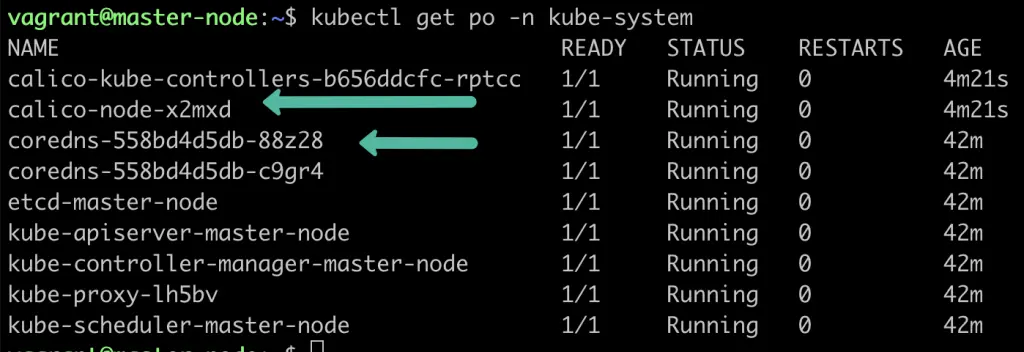 vagrant@master-node:~$ kubectl get po -n kube-system
NAME READY STATUS RESTARTS AGE
calico-kube-controllers-b656ddcfc-rptcc 1/1 Running 0 4m21s
calico-node-x2mxd 1/1 Running 0 4m21s
coredns-558bd4d5db-88z28 1/1 Running 0 42m
coredns-558bd4d5db-c9gr4 1/1 Running 0 42m
etcd-master-node 1/1 Running 0 42m
kube-apiserver-master-node 1/1 Running 0 42m
kube-controller-manager-master-node 1/1 Running 0 42m
kube-proxy-lh5bv 1/1 Running 0 42m
kube-scheduler-master-node 1/1 Running 0 42m
vagrant@master-node:~$